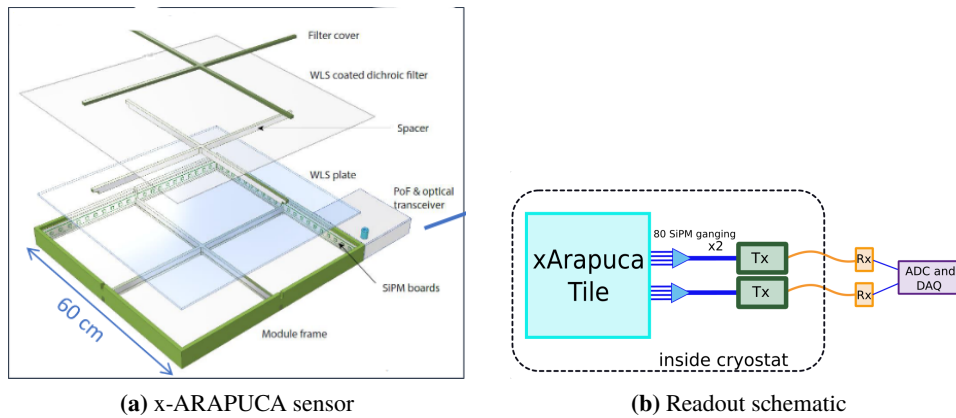 Filter cover
WLS coated dichroic filter
Spacer
WLS plate
PoF & optical
transceiver
SiPM boards
Module frame
60 cm
(a) x-ARAPUCA sensor
80 SiPM ganging
x2
xArapuca
Tile
Tx
Tx
Rx
Rx
ADC and
DAQ
inside cryostat
(b) Readout schematic